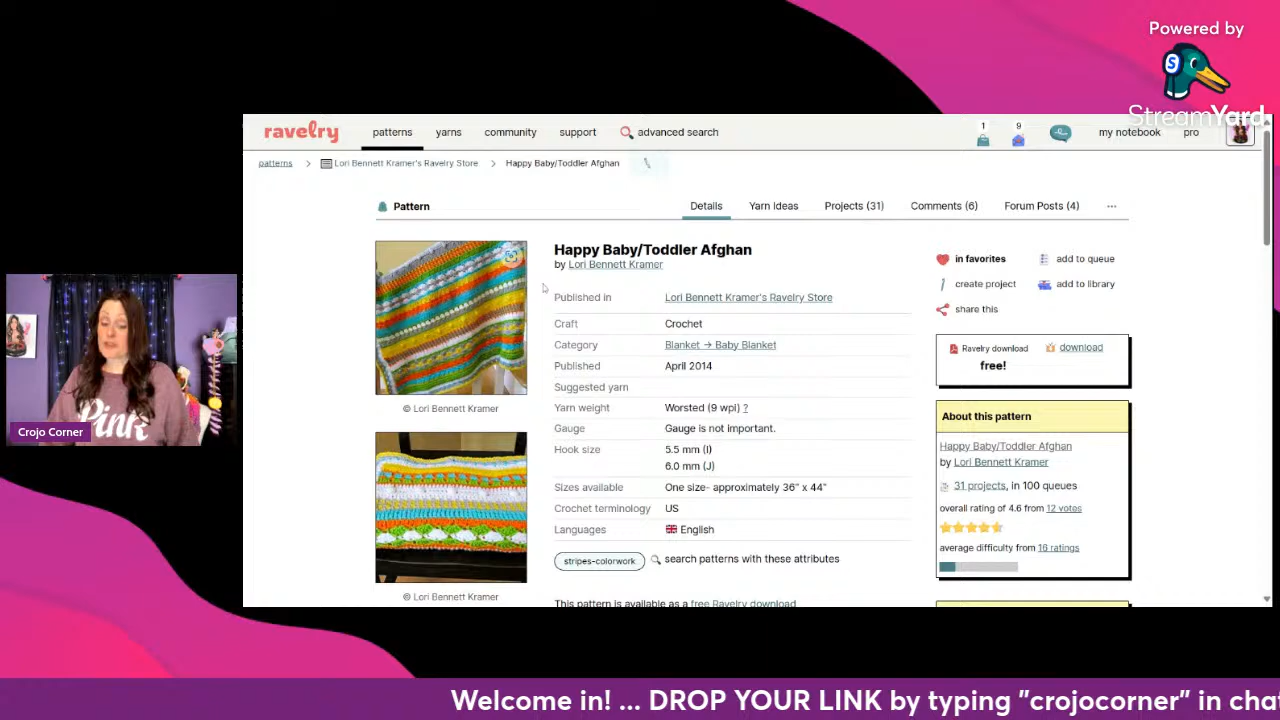 Powered by
S
StreamYard
ravelry
patterns yarns community support advanced search 1 9 my notebook pro
patterns > Lori Bennett Kramer's Ravelry Store > Happy Baby/Toddler Afghan
Pattern Details Yarn Ideas Projects (31) Comments (6) Forum Posts (4) ...
Happy Baby/Toddler Afghan
by Lori Bennett Kramer
Published in Lori Bennett Kramer's Ravelry Store
Craft Crochet
Category Blanket → Baby Blanket
Published April 2014
Suggested yarn
Yarn weight Worsted (9 wpi) ?
Gauge Gauge is not important.
Hook size 5.5 mm (I)
6.0 mm (J)
Sizes available One size- approximately 36" x 44"
Crochet terminology US
Languages English
stripes-colorwork search patterns with these attributes
This pattern is available as a free Ravelry download
© Lori Bennett Kramer
© Lori Bennett Kramer
in favorites add to queue
create project add to library
share this
Ravelry download download
free!
About this pattern
Happy Baby/Toddler Afghan
by Lori Bennett Kramer
31 projects, in 100 queues
overall rating of 4.6 from 12 votes
average difficulty from 16 ratings
Pink
Crojo Corner
Welcome in! ... DROP YOUR LINK by typing "crojocorner" in cha